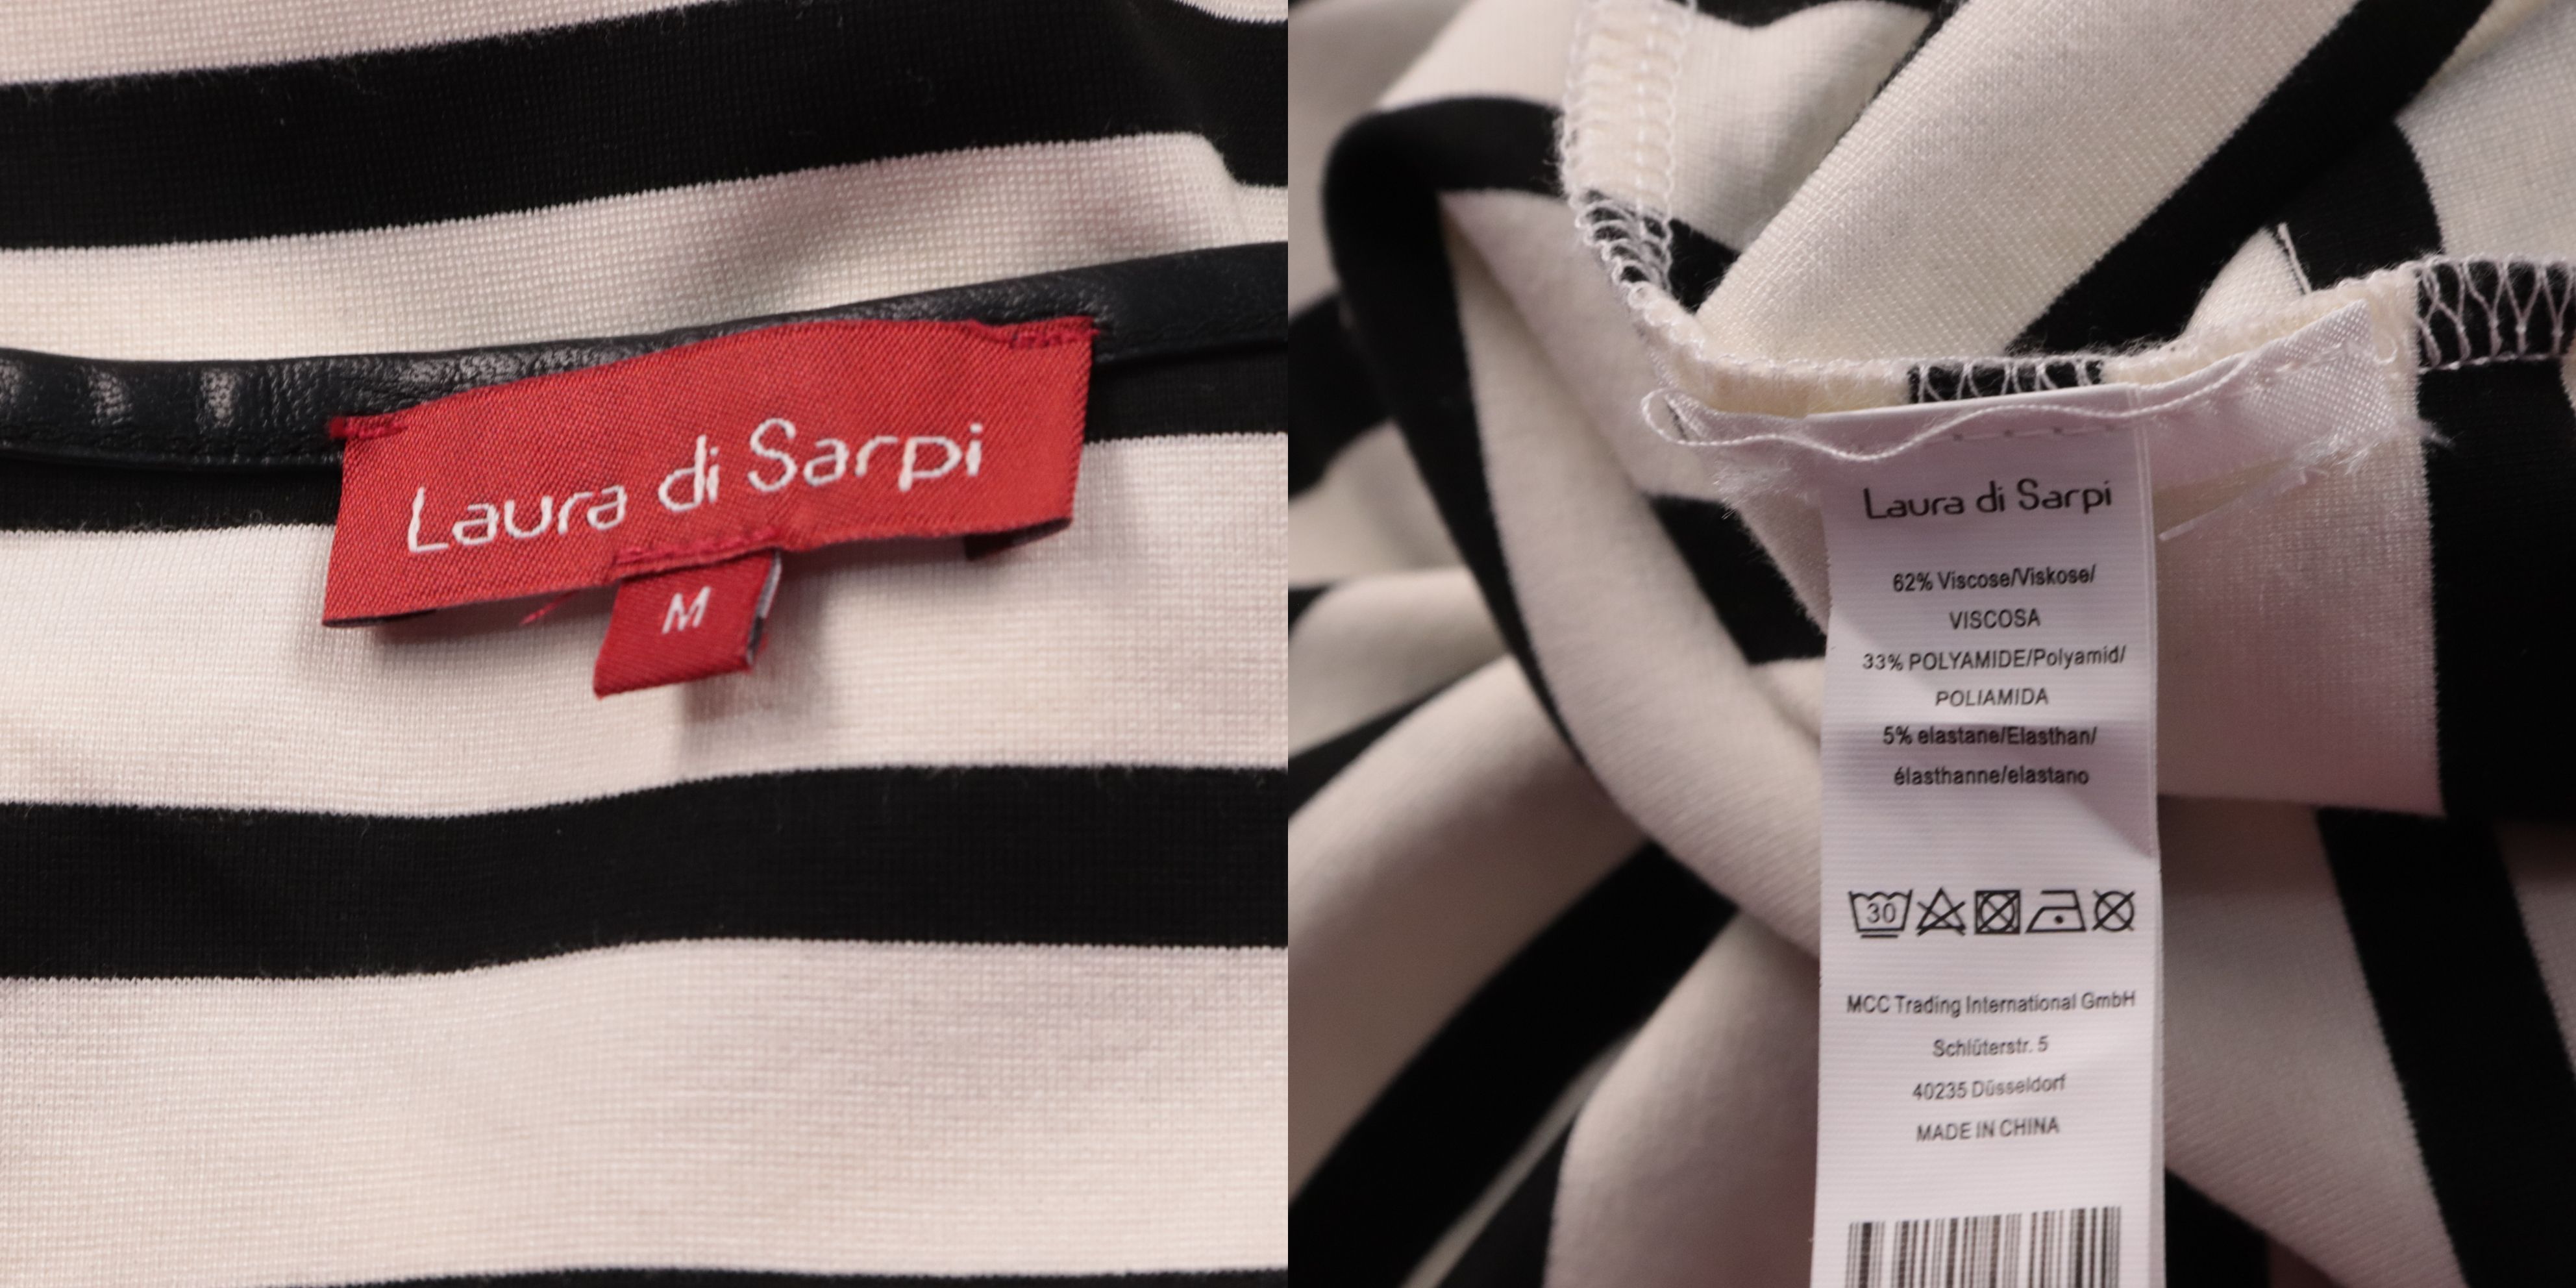 Laura di Sarpi
M
Laura di Sarpi
62% Viscose/Viskose/
VISCOSA
33% POLYAMIDE/Polyamid/
POLIAMIDA
5% elastane/Elasthan/
élasthanne/elastano
30
MCC Trading International GmbH
Schlüterstr. 5
40235 Düsseldorf
MADE IN CHINA